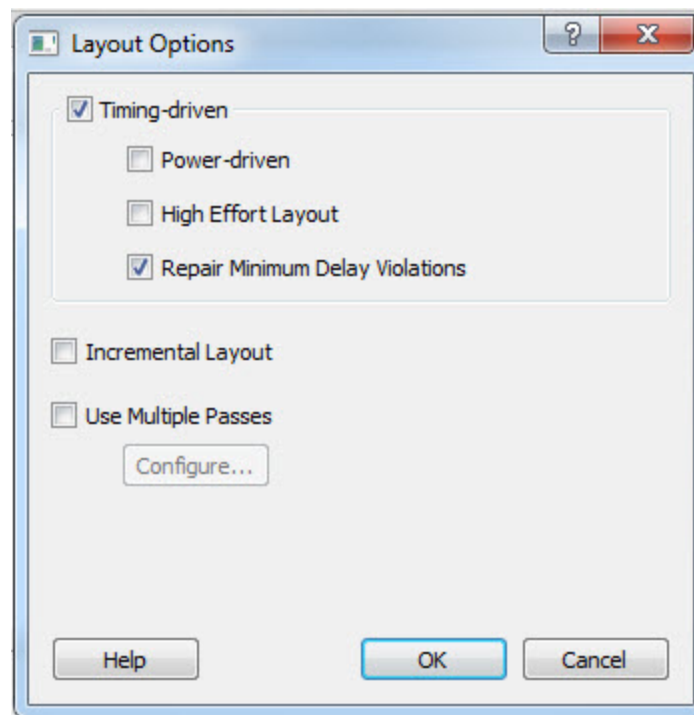 Layout Options
Timing-driven
Power-driven
High Effort Layout
Repair Minimum Delay Violations
Incremental Layout
Use Multiple Passes
Configure...
Help OK Cancel